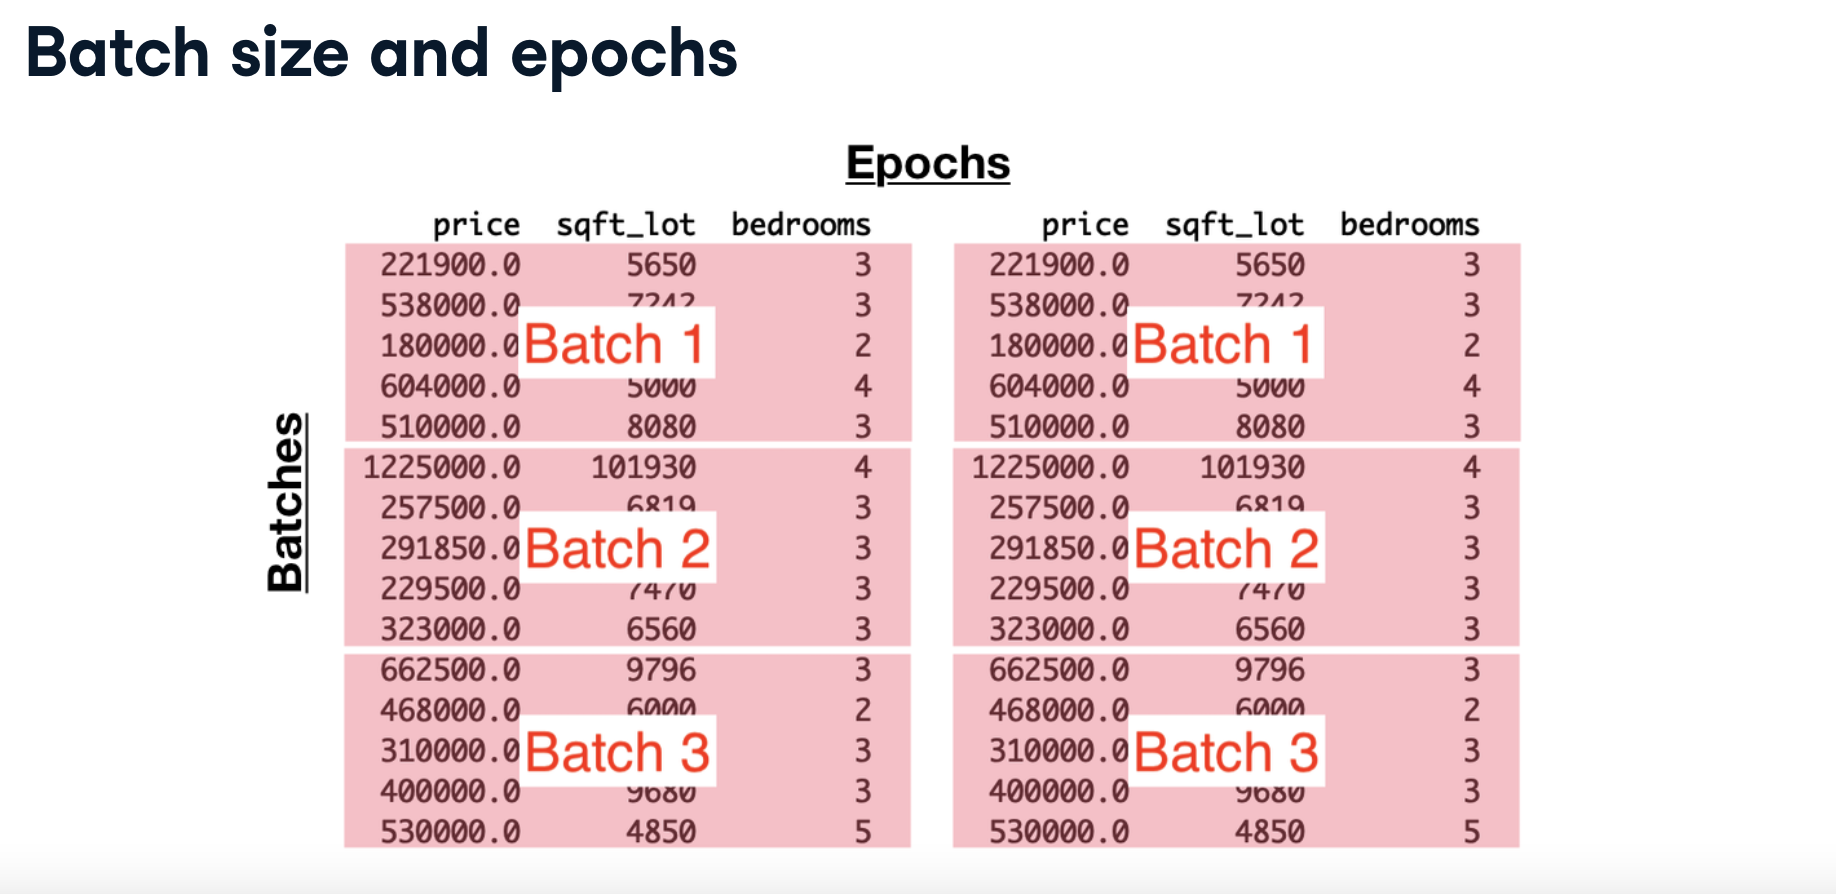 Batch size and epochs
Epochs
Batches
price sqft_lot bedrooms
221900.0 5650 3
538000.0 7242 3
180000.0 2
604000.0 5000 4
510000.0 8080 3
Batch 1
1225000.0 101930 4
257500.0 6819 3
291850.0 3
229500.0 7470 3
323000.0 6560 3
Batch 2
662500.0 9796 3
468000.0 6000 2
310000.0 3
400000.0 9680 3
530000.0 4850 5
Batch 3
price sqft_lot bedrooms
221900.0 5650 3
538000.0 7242 3
180000.0 2
604000.0 5000 4
510000.0 8080 3
Batch 1
1225000.0 101930 4
257500.0 6819 3
291850.0 3
229500.0 7470 3
323000.0 6560 3
Batch 2
662500.0 9796 3
468000.0 6000 2
310000.0 3
400000.0 9680 3
530000.0 4850 5
Batch 3